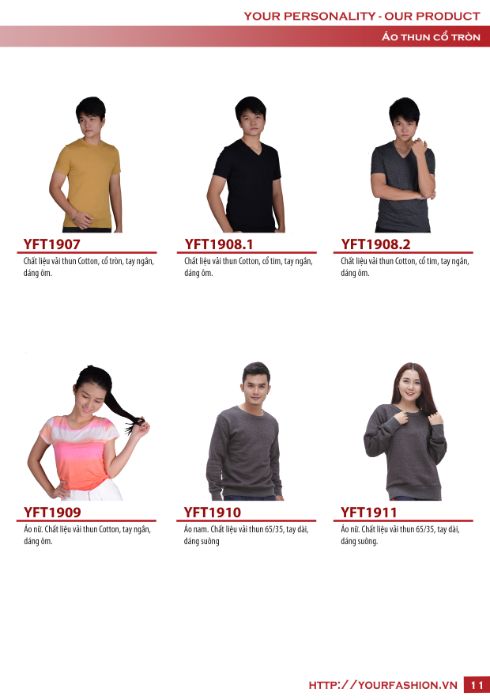 YOUR PERSONALITY - OUR PRODUCT
ÁO THUN CỔ TRÒN
YFT1907
Chất liệu vải thun Cotton, cổ tròn, tay ngắn,
dáng ôm.
YFT1908.1
Chất liệu vải thun Cotton, cổ tim, tay ngắn,
dáng ôm.
YFT1908.2
Chất liệu vải thun Cotton, cổ tim, tay ngắn,
dáng ôm.
YFT1909
Áo nữ. Chất liệu vải thun Cotton, tay ngắn,
dáng ôm.
YFT1910
Áo nam. Chất liệu vải thun 65/35, tay dài,
dáng suông
YFT1911
Áo nữ. Chất liệu vải thun 65/35, tay dài,
dáng suông.
HTTP://YOURFASHION.VN 11